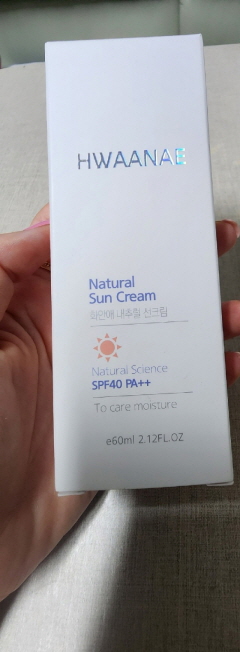 HWAANAE
Natural
Sun Cream
화안애 내추럴 선크림
Natural Science
SPF40 PA++
To care moisture
e60ml 2.12FL.OZ